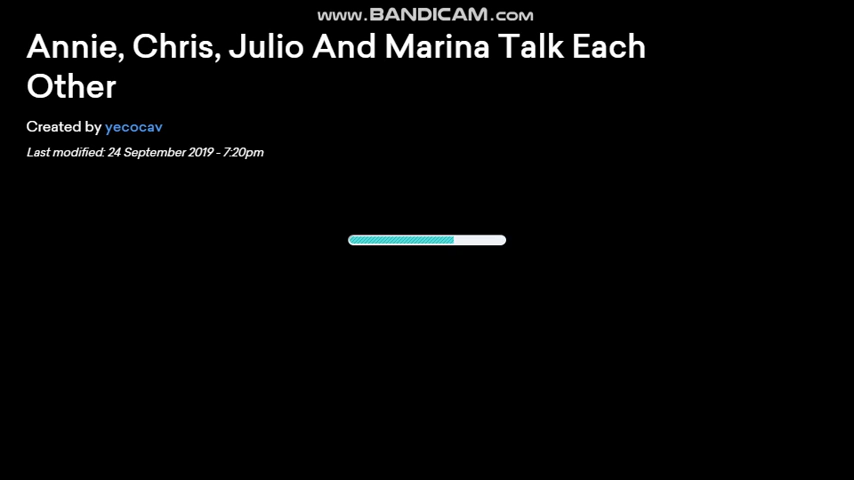 www.BANDICAM.com
Annie, Chris, Julio And Marina Talk Each
Other
Created by yecocav
Last modified: 24 September 2019 - 7:20pm